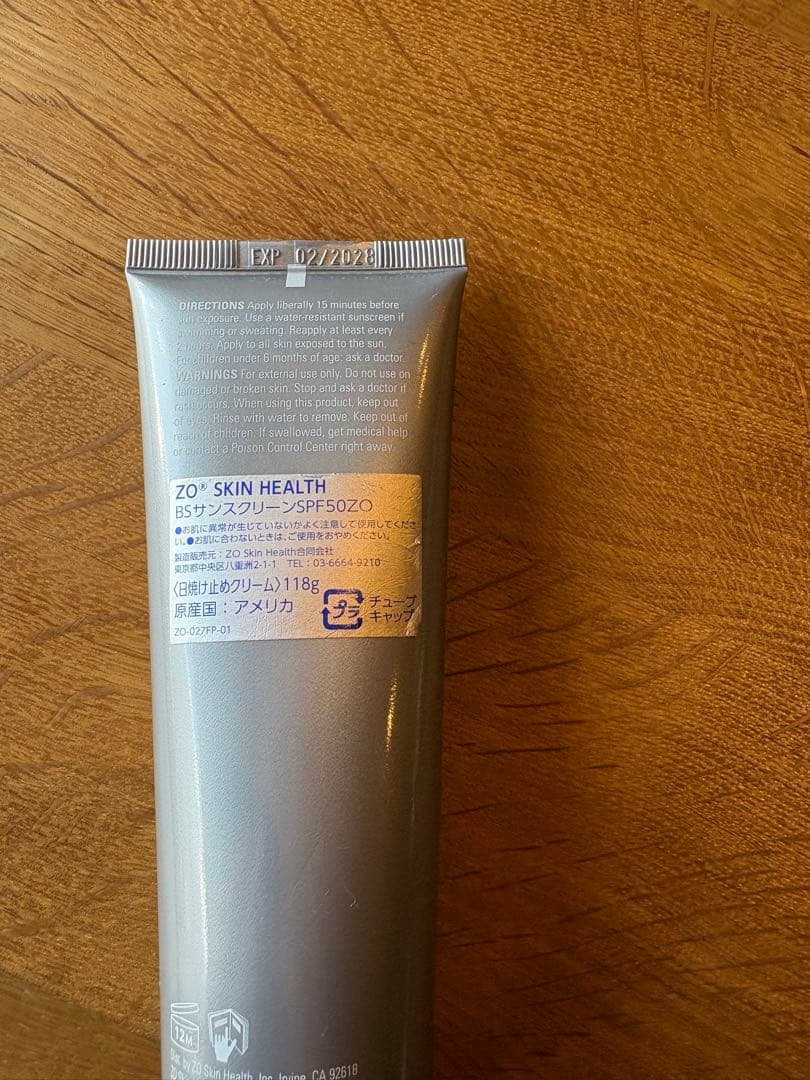 EXP 02/2028
DIRECTIONS Apply liberally 15 minutes before
sun exposure. Use a water-resistant sunscreen if
swimming or sweating. Reapply at least every
2 hours. Apply to all skin exposed to the sun.
For children under 6 months of age: ask a doctor.
WARNINGS For external use only. Do not use on
damaged or broken skin. Stop and ask a doctor if
rash occurs. When using this product, keep out
of eyes. Rinse with water to remove. Keep out of
reach of children. If swallowed, get medical help
or contact a Poison Control Center right away.
ZO® SKIN HEALTH
BSサンスクリーンSPF50ZO
●お肌に異常が生じていないかよく注意して使用してくださ
い。●お肌に合わないときは、ご使用をおやめください。
製造販売元：ZO Skin Health合同会社
東京都中央区八重洲2-1-1 TEL：03-6664-9210
〈日焼け止めクリーム〉118g
原産国：アメリカ
プラ
チューブ
キャップ
ZO-027FP-01
12M
Dist. by ZO Skin Health, Inc. Irvine, CA 92618